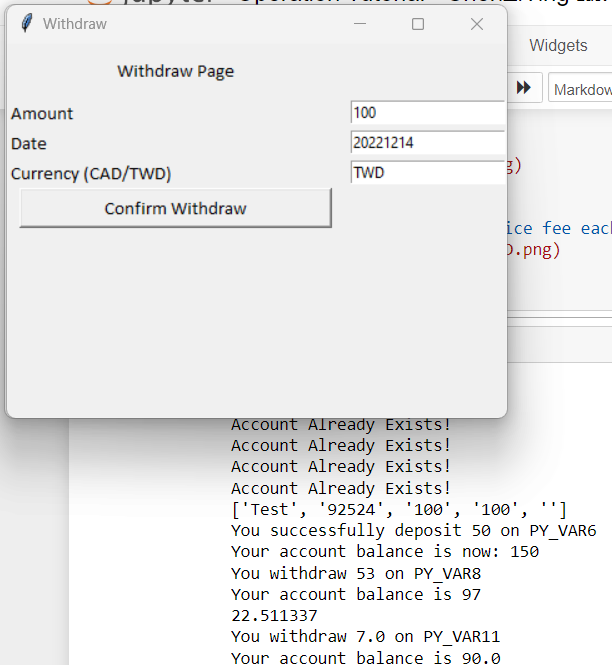 Withdraw
Withdraw Page
Amount
100
Date
20221214
Currency (CAD/TWD)
TWD
Confirm Withdraw
Widgets
Markdow
g)
ice fee each
D.png)
Account Already Exists!
Account Already Exists!
Account Already Exists!
Account Already Exists!
['Test', '92524', '100', '100', '']
You successfully deposit 50 on PY_VAR6
Your account balance is now: 150
You withdraw 53 on PY_VAR8
Your account balance is 97
22.511337
You withdraw 7.0 on PY_VAR11
Your account balance is 90.0